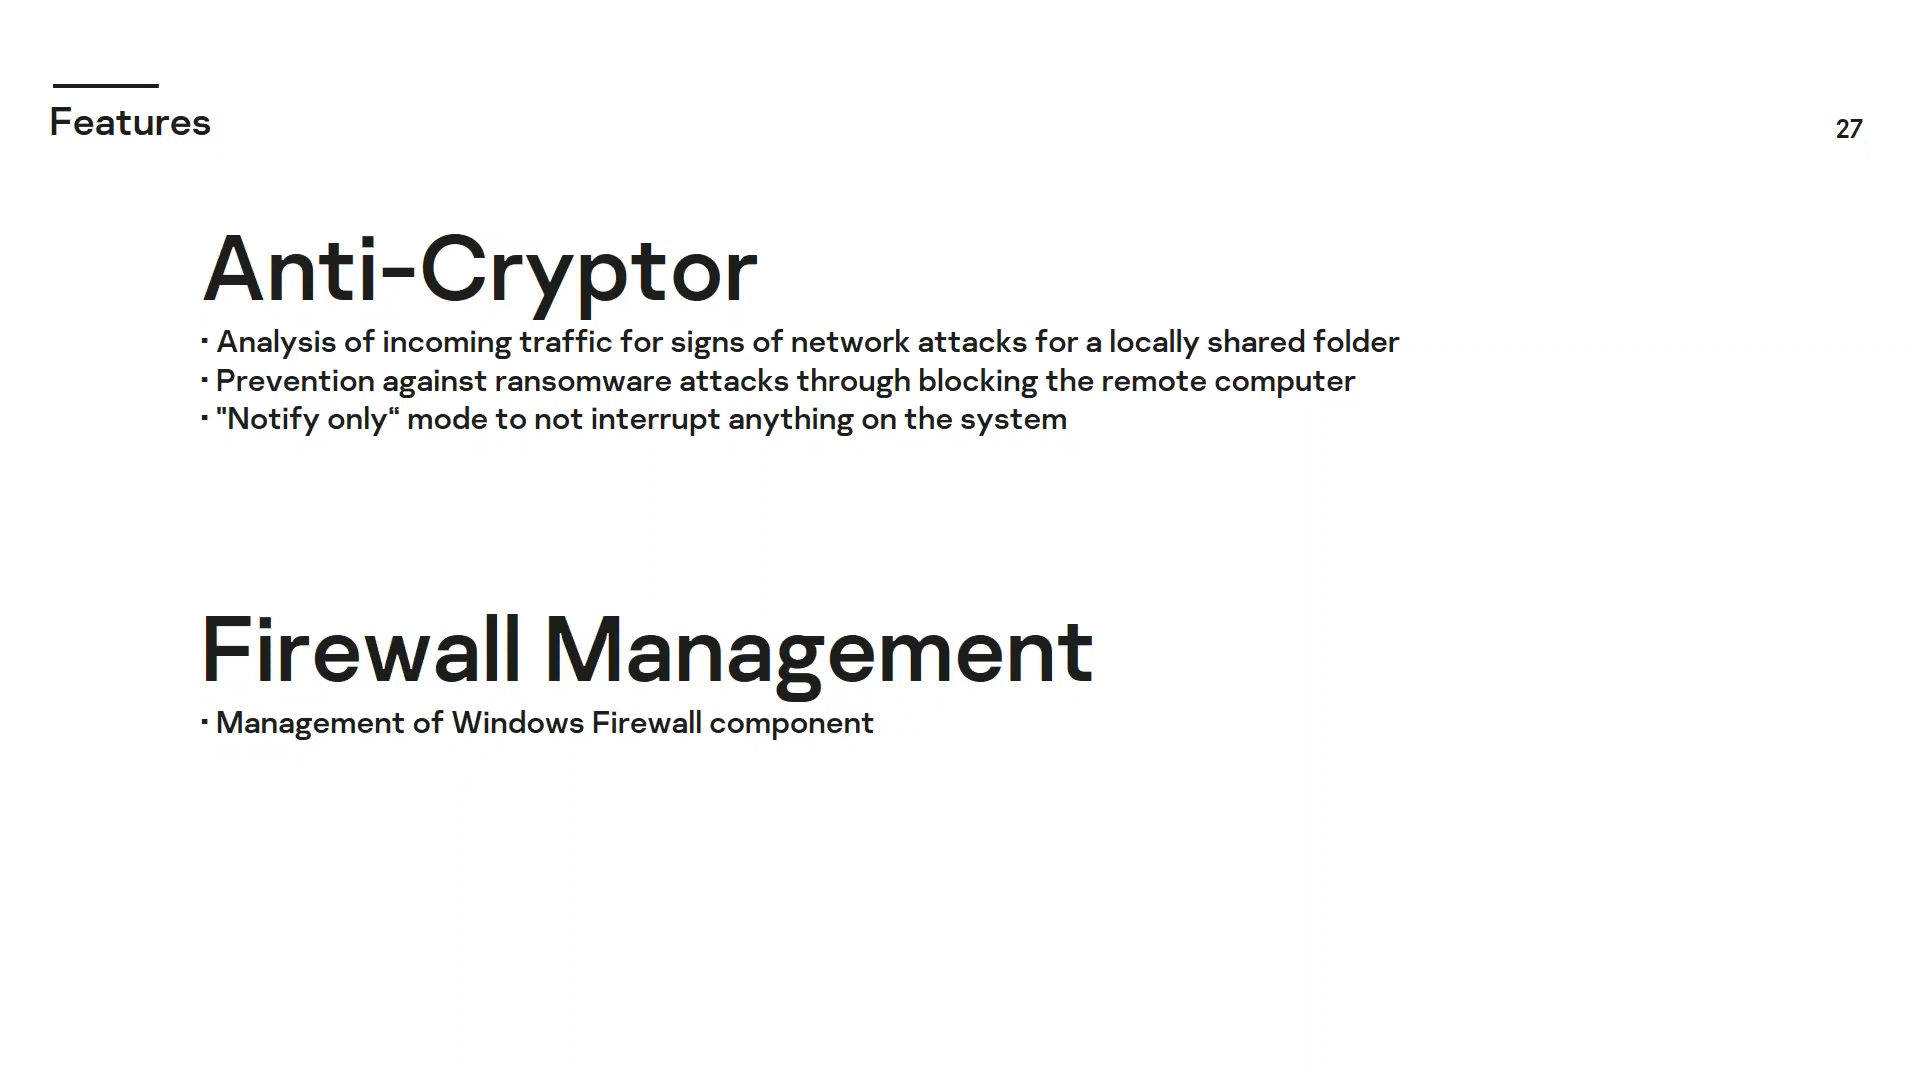 Features
27
Anti-Cryptor
▪ Analysis of incoming traffic for signs of network attacks for a locally shared folder
▪ Prevention against ransomware attacks through blocking the remote computer
▪ "Notify only“ mode to not interrupt anything on the system
Firewall Management
▪ Management of Windows Firewall component